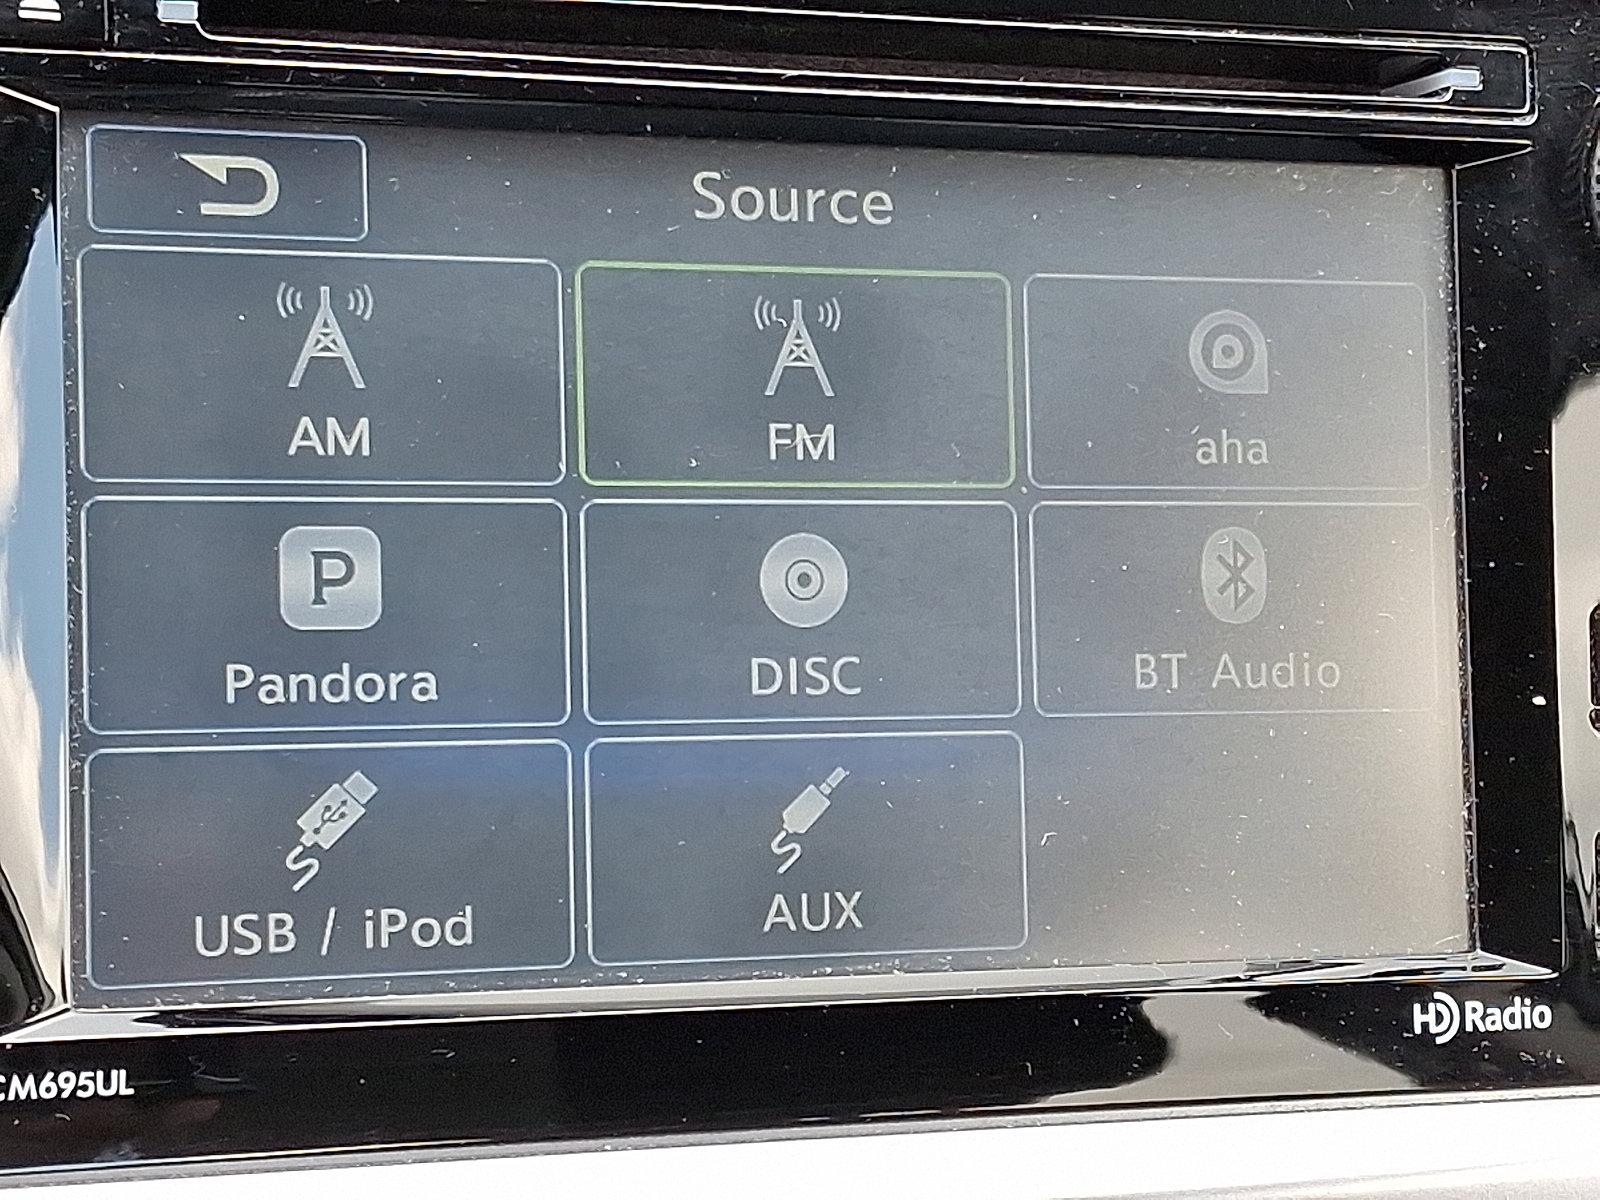 Source
AM
FM
aha
P
Pandora
DISC
BT Audio
USB / iPod
AUX
HD Radio
CM695UL